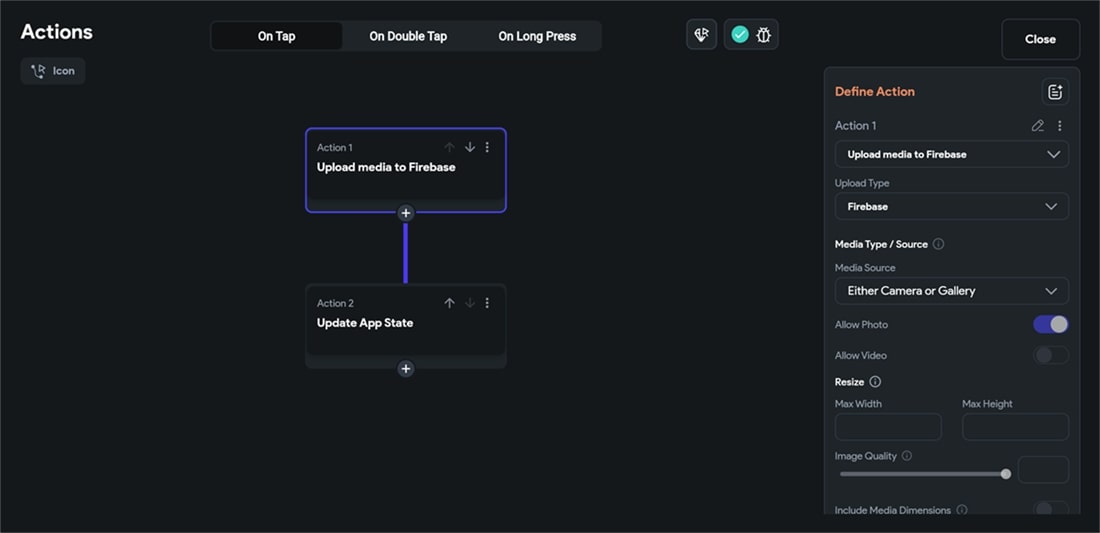 Actions
On Tap
On Double Tap
On Long Press
Close
Icon
Define Action
Action 1
Upload media to Firebase
Upload Type
Firebase
Media Type / Source
Media Source
Either Camera or Gallery
Allow Photo
Allow Video
Resize
Max Width
Max Height
Image Quality
Include Media Dimensions
Action 1
Upload media to Firebase
Action 2
Update App State